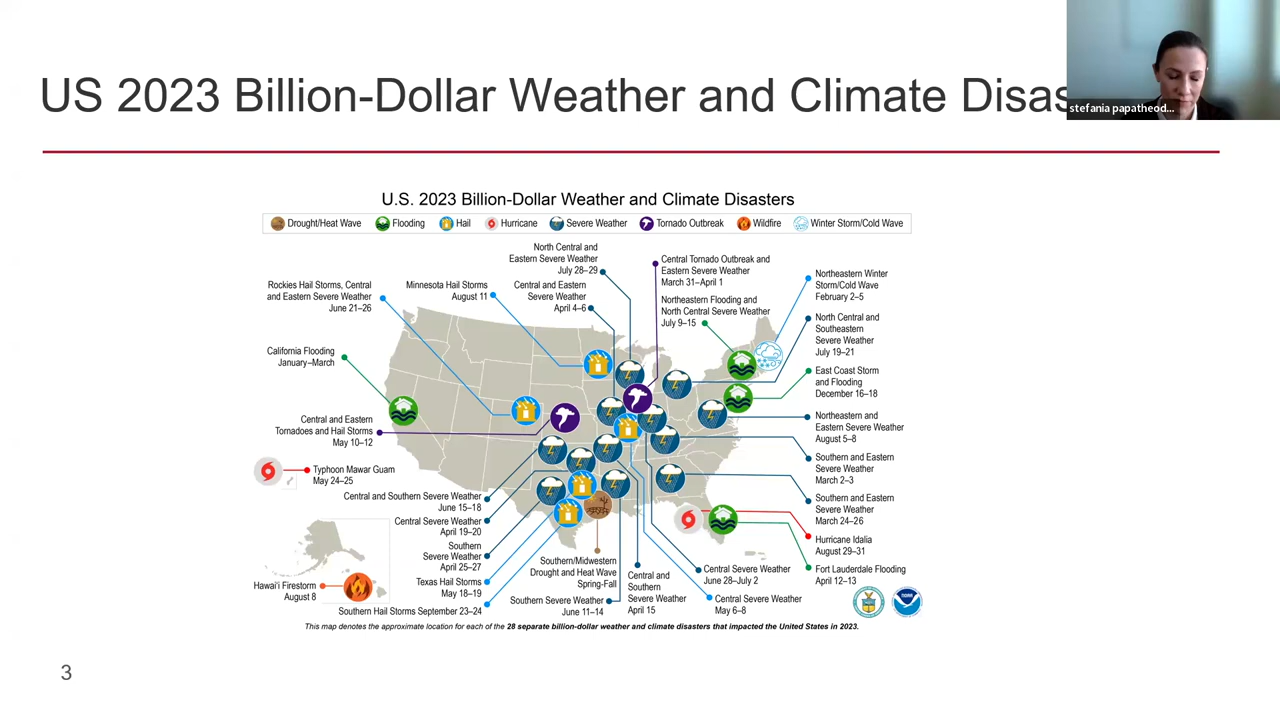 US 2023 Billion-Dollar Weather and Climate Disas
stefania papatheod...
U.S. 2023 Billion-Dollar Weather and Climate Disasters
Drought/Heat Wave
Flooding
Hail
Hurricane
Severe Weather
Tornado Outbreak
Wildfire
Winter Storm/Cold Wave
North Central and
Eastern Severe Weather
July 28–29
Central Tornado Outbreak and
Eastern Severe Weather
March 31–April 1
Northeastern Winter
Storm/Cold Wave
February 2–5
Rockies Hail Storms, Central
and Eastern Severe Weather
June 21–26
Minnesota Hail Storms
August 11
Central and Eastern
Severe Weather
April 4–6
Northeastern Flooding and
North Central Severe Weather
July 9–15
North Central and
Southeastern
Severe Weather
July 19–21
California Flooding
January–March
East Coast Storm
and Flooding
December 16–18
Central and Eastern
Tornadoes and Hail Storms
May 10–12
Northeastern and
Eastern Severe Weather
August 5–8
Typhoon Mawar Guam
May 24–25
Southern and Eastern
Severe Weather
March 2–3
Central and Southern Severe Weather
June 15–18
Southern and Eastern
Severe Weather
March 24–26
Central Severe Weather
April 19–20
Hurricane Idalia
August 29–31
Southern
Severe Weather
April 25–27
Fort Lauderdale Flooding
April 12–13
Texas Hail Storms
May 18–19
Hawai'i Firestorm
August 8
Southern Hail Storms September 23–24
Southern/Midwestern
Drought and Heat Wave
Spring-Fall
Southern Severe Weather
June 11–14
Central and
Southern
Severe Weather
April 15
Central Severe Weather
June 28–July 2
Central Severe Weather
May 6–8
This map denotes the approximate location for each of the 28 separate billion-dollar weather and climate disasters that impacted the United States in 2023.
3